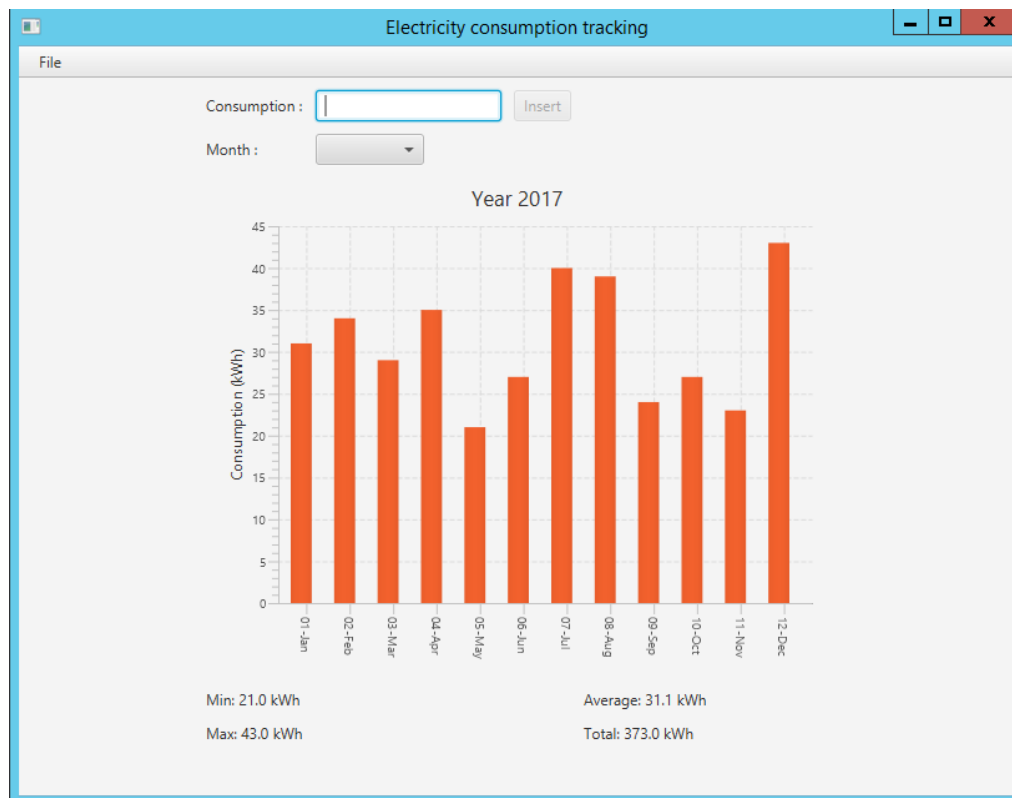 Electricity consumption tracking
File
Consumption :
Insert
Month :
Year 2017
Consumption (kWh)
45
40
35
30
25
20
15
10
5
0
01-Jan
02-Feb
03-Mar
04-Apr
05-May
06-Jun
07-Jul
08-Aug
09-Sep
10-Oct
11-Nov
12-Dec
Min: 21.0 kWh
Average: 31.1 kWh
Max: 43.0 kWh
Total: 373.0 kWh